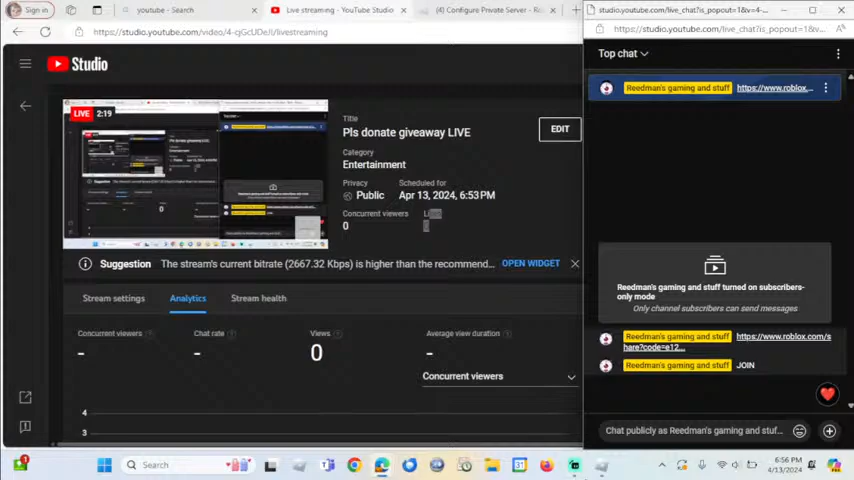 Sign in
youtube - Search
Live streaming - YouTube Studio
(4) Configure Private Server - Ro
studio.youtube.com/live_chat?is_popout=1&v=4-...
https://studio.youtube.com/video/4-qGcUDeJI/livestreaming
https://studio.youtube.com/live_chat?is_popout=1&v...
Studio
Top chat
Reedman's gaming and stuff https://www.roblox,...
LIVE 2:19
Title
Pls donate giveaway LIVE
EDIT
Category
Entertainment
Privacy
Public
Scheduled for
Apr 13, 2024, 6:53 PM
Concurrent viewers
0
Suggestion The stream's current bitrate (2667.32 Kbps) is higher than the recommend... OPEN WIDGET
Stream settings
Analytics
Stream health
Concurrent viewers
-
Chat rate
-
Views
0
Average view duration
-
Concurrent viewers
4
3
Reedman's gaming and stuff turned on subscribers-
only mode
Only channel subscribers can send messages
Reedman's gaming and stuff https://www.roblox.com/s
hare?code=e12...
Reedman's gaming and stuff JOIN
Chat publicly as Reedman's gaming and stuf...
1
Search
6:56 PM
4/13/2024